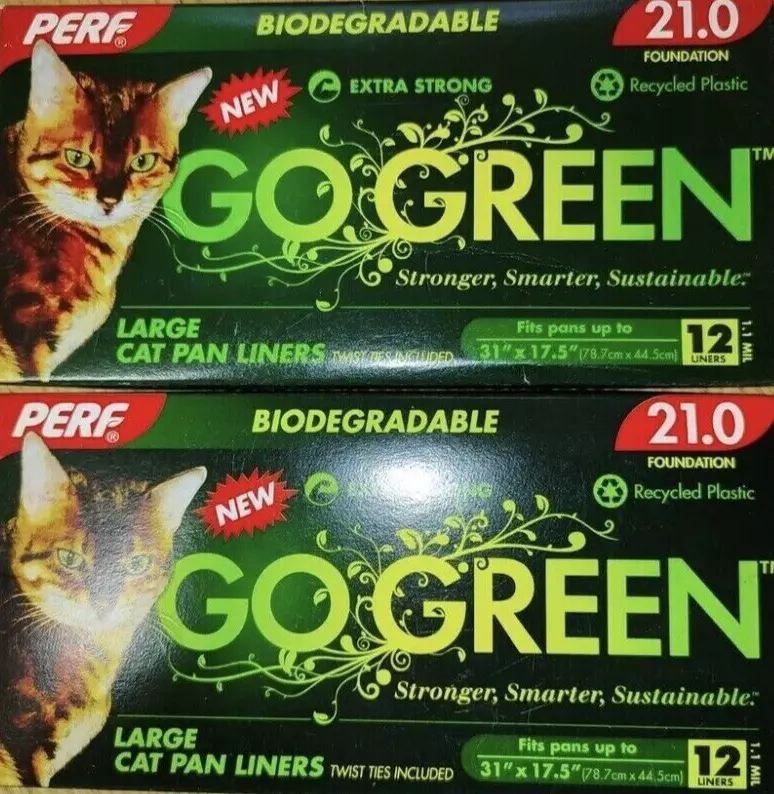 PERF®
BIODEGRADABLE
21.0
FOUNDATION
NEW
EXTRA STRONG
Recycled Plastic
GO GREEN™
Stronger, Smarter, Sustainable.™
LARGE
CAT PAN LINERS TWIST TIES INCLUDED
Fits pans up to
31" x 17.5" (78.7cm x 44.5cm)
12
LINERS
1.1 MIL
PERF®
BIODEGRADABLE
21.0
FOUNDATION
NEW
Recycled Plastic
GO GREEN™
Stronger, Smarter, Sustainable.™
LARGE
CAT PAN LINERS TWIST TIES INCLUDED
Fits pans up to
31" x 17.5" (78.7cm x 44.5cm)
12
LINERS
1.1 MIL